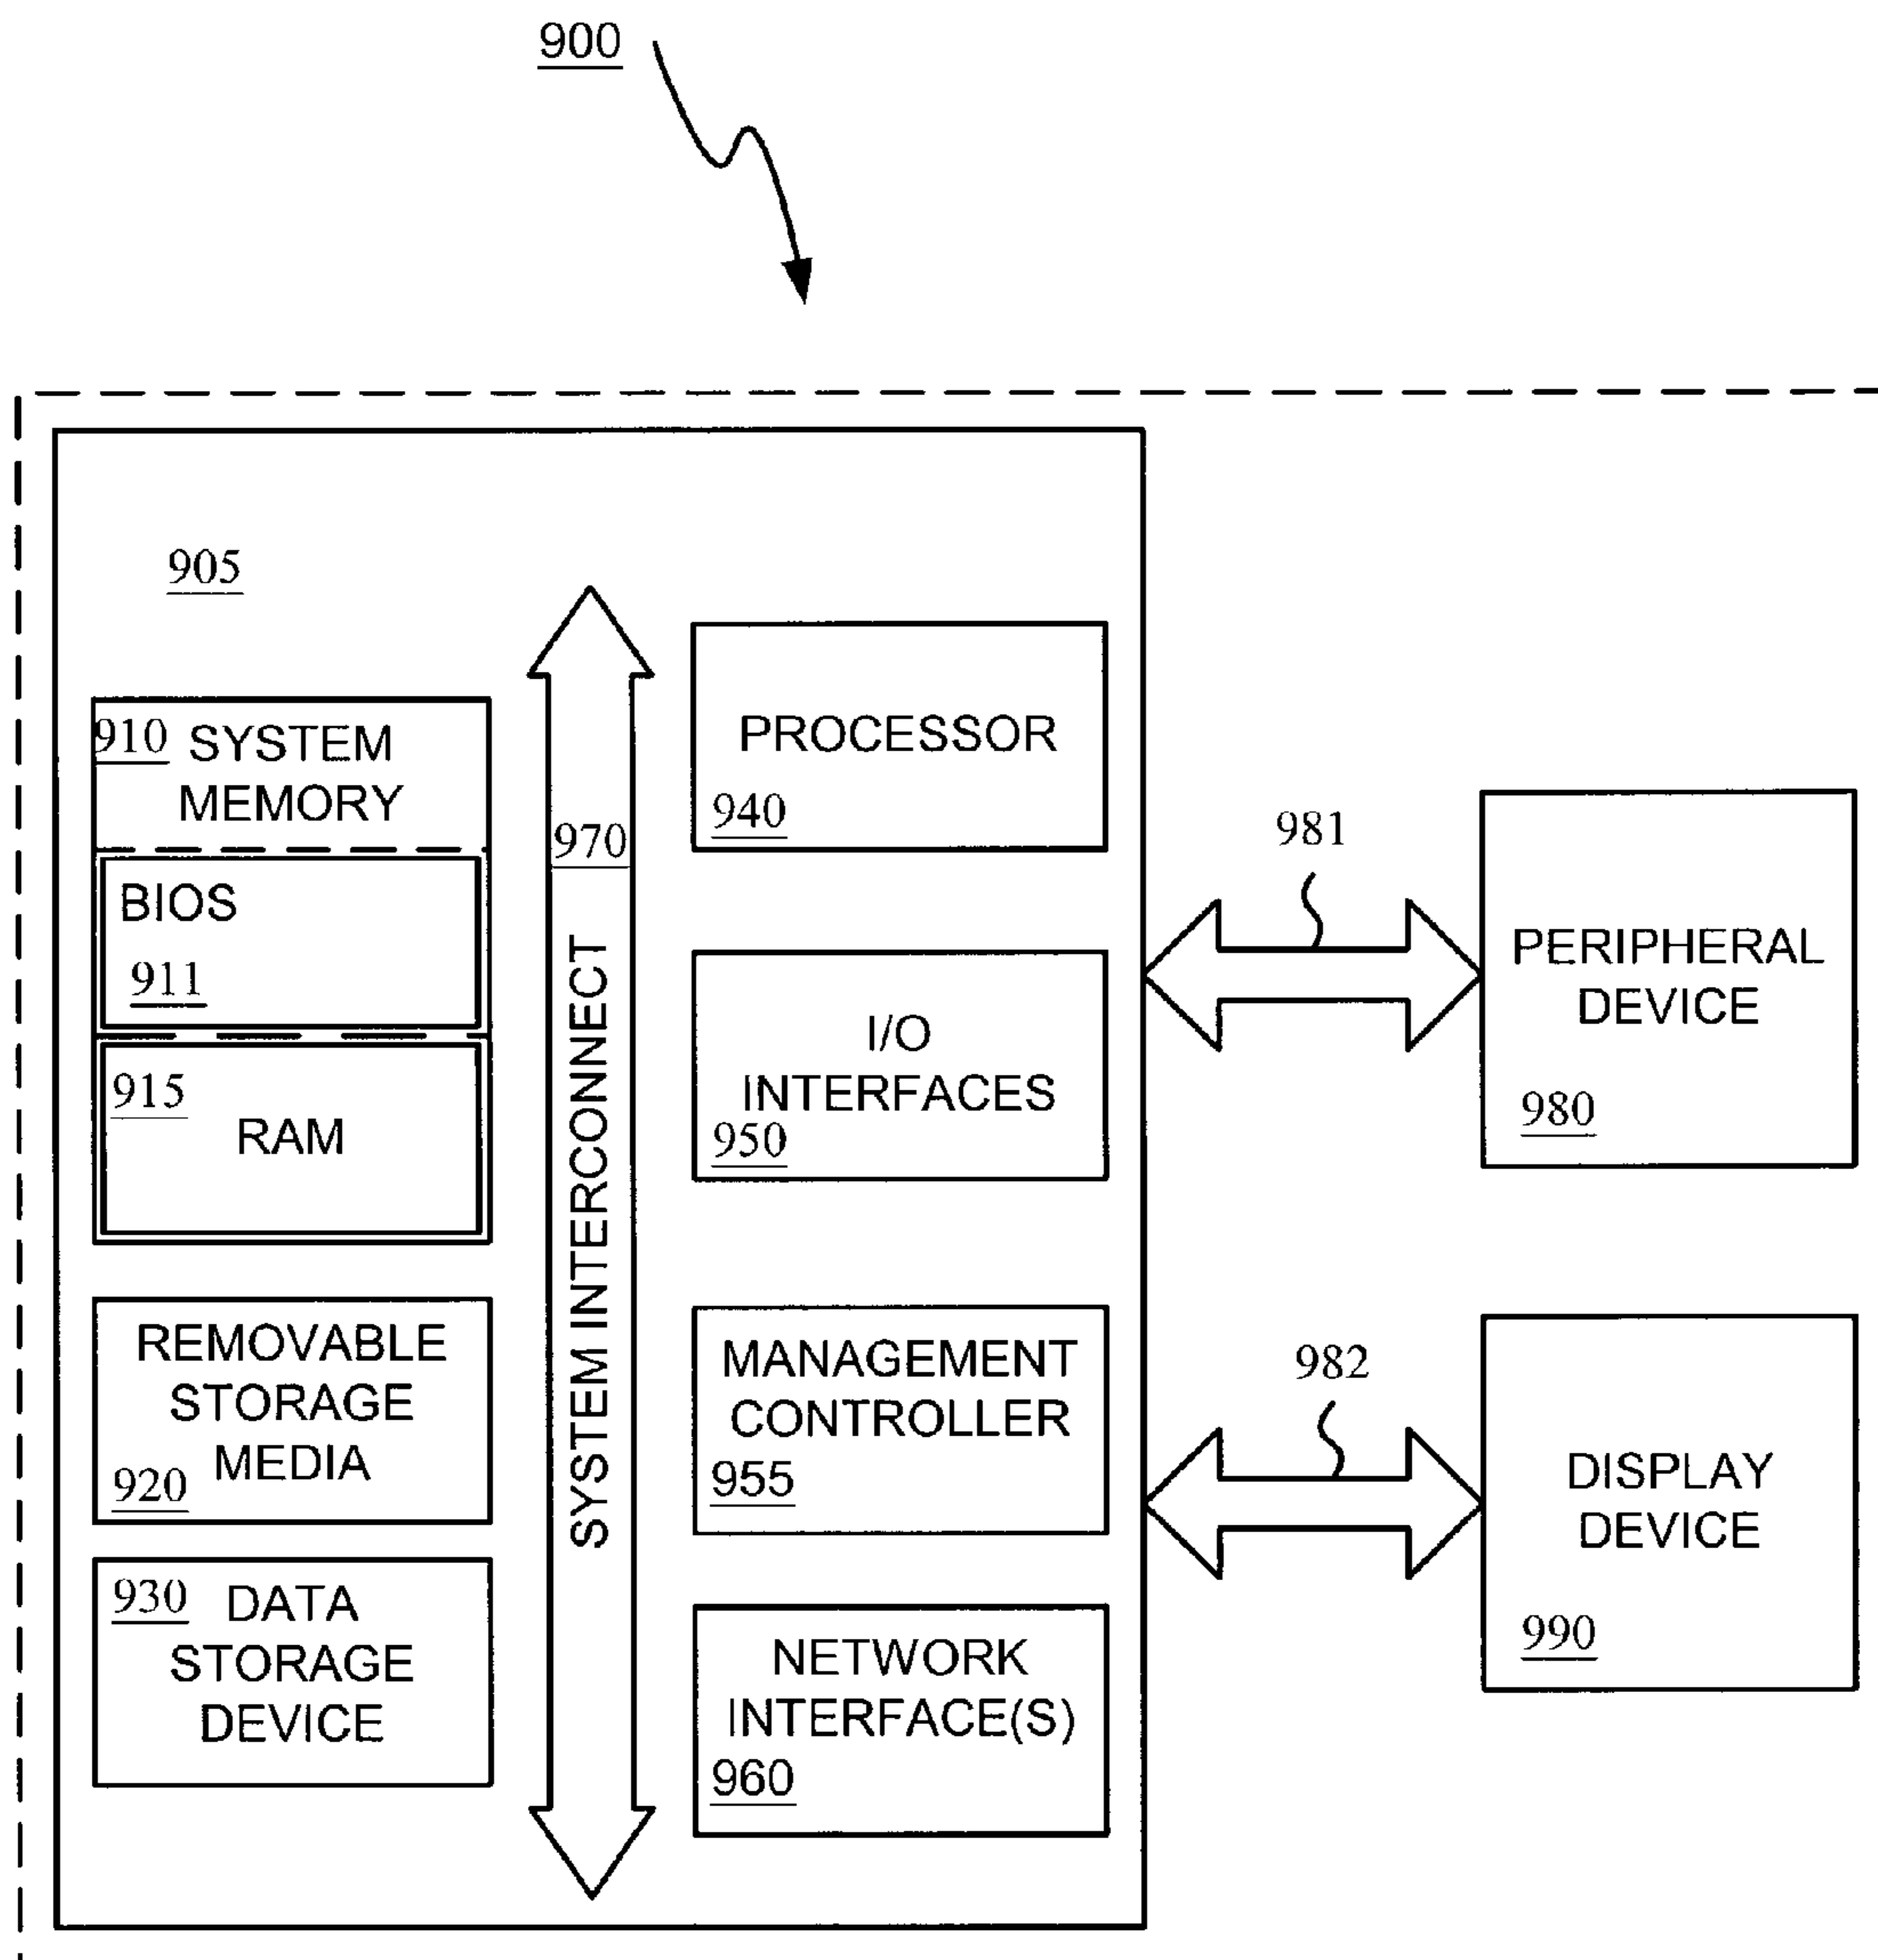 900
905
910 SYSTEM
MEMORY
BIOS
911
915
RAM
REMOVABLE
STORAGE
MEDIA
920
930 DATA
STORAGE
DEVICE
970
SYSTEM INTERCONNECT
PROCESSOR
940
I/O
INTERFACES
950
MANAGEMENT
CONTROLLER
955
NETWORK
INTERFACE(S)
960
981
PERIPHERAL
DEVICE
980
982
DISPLAY
DEVICE
990